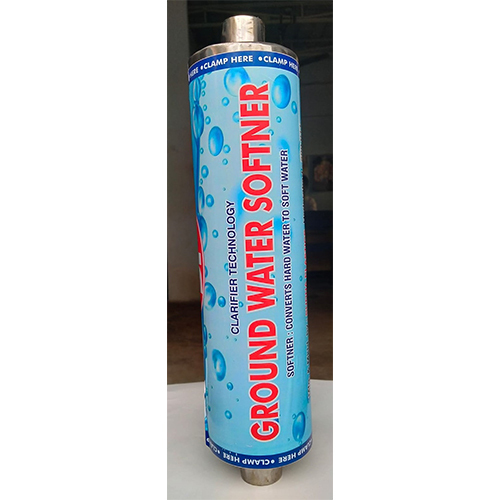 HERE •CLAMP HERE •CLAMP HERE
CLARIFIER TECHNOLOGY
GROUND WATER SOFTNER
SOFTNER : CONVERTS HARD WATER TO SOFT WATER
CLAMP HERE •CLAMP HERE •